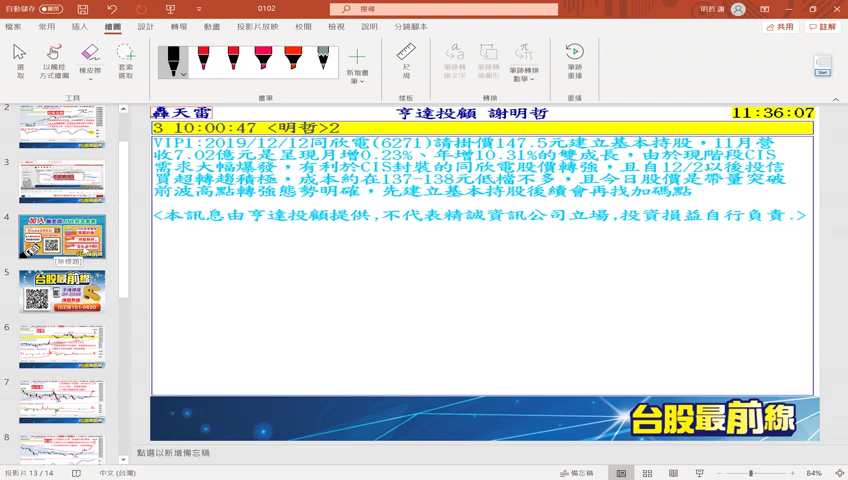 自動儲存
0102
搜尋
明哲 謝
檔案 常用 插入 繪圖 設計 轉場 動畫 投影片放映 校閱 檢視 說明 分鏡腳本
共用 註解
選取
以觸控方式繪圖
橡皮擦
套索選取
新增畫筆
尺規
筆跡轉換文字
筆跡轉換圖形
筆跡轉換數學
筆跡重播
工具 畫筆 樣板 轉換 重播
轟天雷 亨達投顧 謝明哲 11:36:07
3 10:00:47 <明哲>2
VIP1:2019/12/12同欣電(6271)請掛價147.5元建立基本持股，11月營
收7.02億元是呈現月增0.23%、年增10.31%的雙成長，由於現階段CIS
需求大幅爆發，有利於CIS封裝的同欣電股價轉強，且自12/2以後投信
買超轉趨積極，成本約在137-138元低檔不多，且今日股價是帶量突破
前波高點轉強態勢明確，先建立基本持股後續會再找加碼點
<本訊息由亨達投顧提供,不代表精誠資訊公司立場,投資損益自行負責.>
台股最前線
2
3
4
加入
[無標題]
5
台股最前線
(02)8101-0830
6
7
8
點選以新增備忘稿
投影片 13 / 14 中文 (台灣) 備忘稿 84%